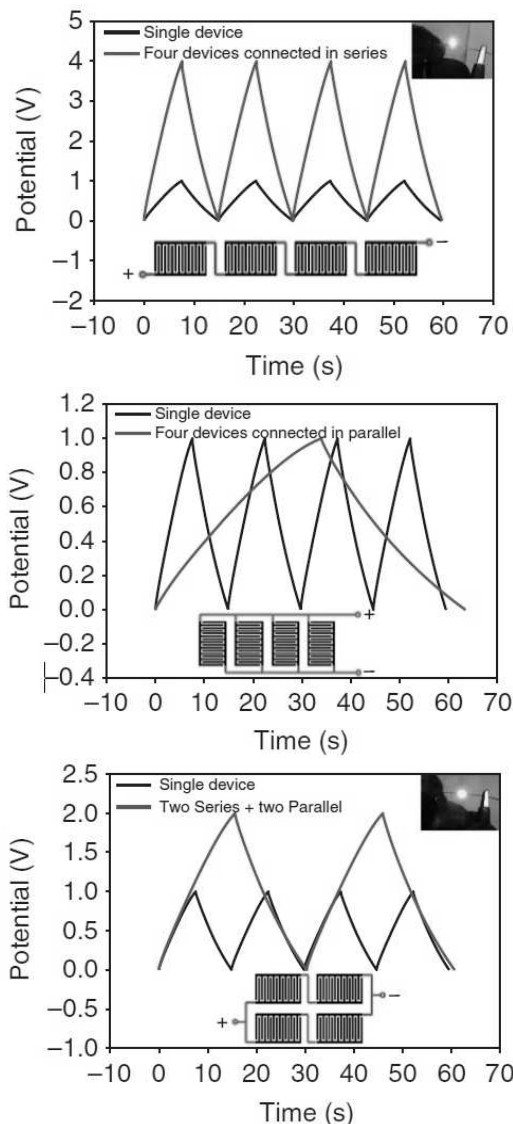 5
4
3
2
1
0
−1
−2
Potential (V)
Single device
Four devices connected in series
+
−
−10 0 10 20 30 40 50 60 70
Time (s)
1.2
1.0
0.8
0.6
0.4
0.2
0.0
−0.2
−0.4
Potential (V)
Single device
Four devices connected in parallel
+
−
−10 0 10 20 30 40 50 60 70
Time (s)
2.5
2.0
1.5
1.0
0.5
0.0
−0.5
−1.0
Potential (V)
Single device
Two Series + two Parallel
+
−
−10 0 10 20 30 40 50 60 70
Time (s)